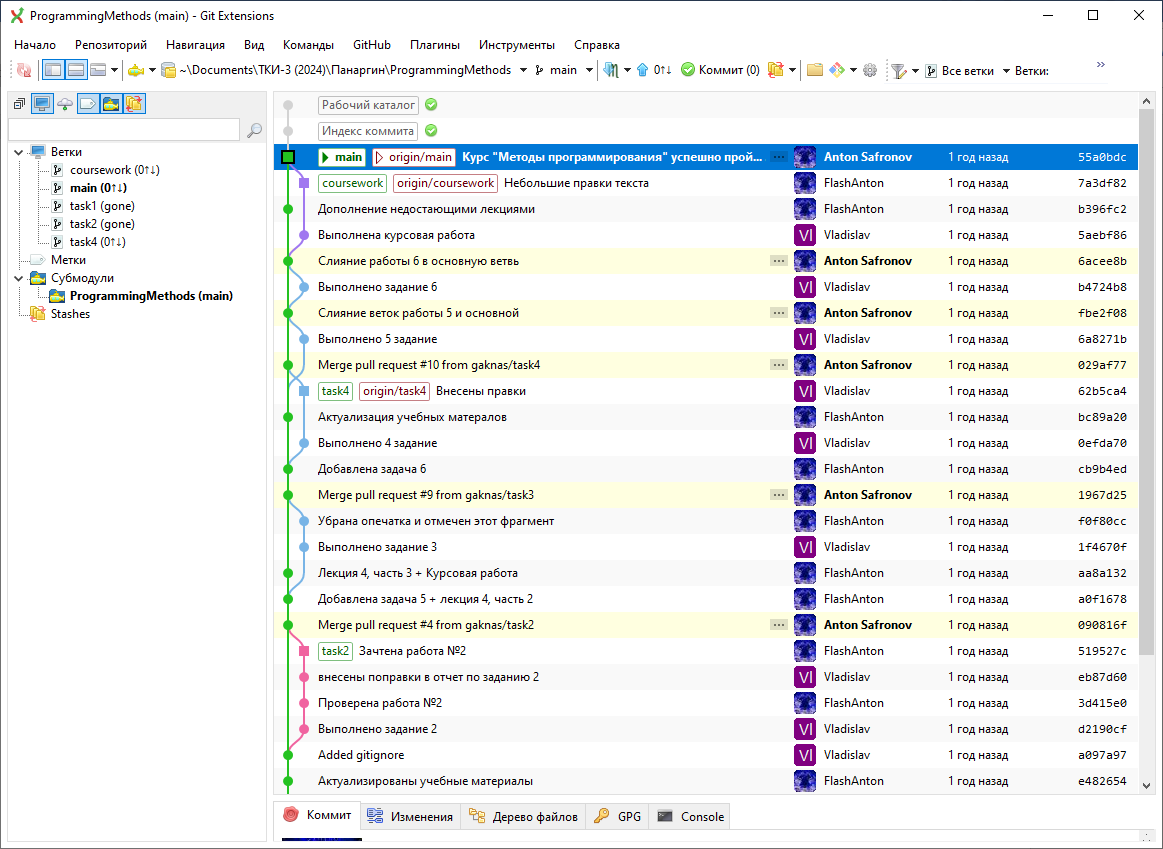 ProgrammingMethods (main) - Git Extensions
Начало Репозиторий Навигация Вид Команды GitHub Плагины Инструменты Справка
~\Documents\ТКИ-3 (2024)\Панаргин\ProgrammingMethods main 0↑↓ Коммит (0) Все ветки Ветки: »
Ветки
coursework (0↑↓)
main (0↑↓)
task1 (gone)
task2 (gone)
task4 (0↑↓)
Метки
Субмодули
ProgrammingMethods (main)
Stashes
Рабочий каталог
Индекс коммита
main origin/main Курс "Методы программирования" успешно прой... Anton Safronov 1 год назад 55a0bdc
coursework origin/coursework Небольшие правки текста FlashAnton 1 год назад 7a3df82
Дополнение недостающими лекциями FlashAnton 1 год назад b396fc2
Выполнена курсовая работа Vl Vladislav 1 год назад 5aebf86
Слияние работы 6 в основную ветвь Anton Safronov 1 год назад 6acee8b
Выполнено задание 6 Vl Vladislav 1 год назад b4724b8
Слияние веток работы 5 и основной Anton Safronov 1 год назад fbe2f08
Выполнено 5 задание Vl Vladislav 1 год назад 6a8271b
Merge pull request #10 from gaknas/task4 Anton Safronov 1 год назад 029af77
task4 origin/task4 Внесены правки Vl Vladislav 1 год назад 62b5ca4
Актуализация учебных матералов FlashAnton 1 год назад bc89a20
Выполнено 4 задание Vl Vladislav 1 год назад 0efda70
Добавлена задача 6 FlashAnton 1 год назад cb9b4ed
Merge pull request #9 from gaknas/task3 Anton Safronov 1 год назад 1967d25
Убрана опечатка и отмечен этот фрагмент FlashAnton 1 год назад f0f80cc
Выполнено задание 3 Vl Vladislav 1 год назад 1f4670f
Лекция 4, часть 3 + Курсовая работа FlashAnton 1 год назад aa8a132
Добавлена задача 5 + лекция 4, часть 2 FlashAnton 1 год назад a0f1678
Merge pull request #4 from gaknas/task2 Anton Safronov 1 год назад 090816f
task2 Зачтена работа №2 FlashAnton 1 год назад 519527c
внесены поправки в отчет по заданию 2 Vl Vladislav 1 год назад eb87d60
Проверена работа №2 FlashAnton 1 год назад 3d415e0
Выполнено задание 2 Vl Vladislav 1 год назад d2190cf
Added gitignore Vl Vladislav 1 год назад a097a97
Актуализированы учебные материалы FlashAnton 1 год назад e482654
Коммит Изменения Дерево файлов GPG Console